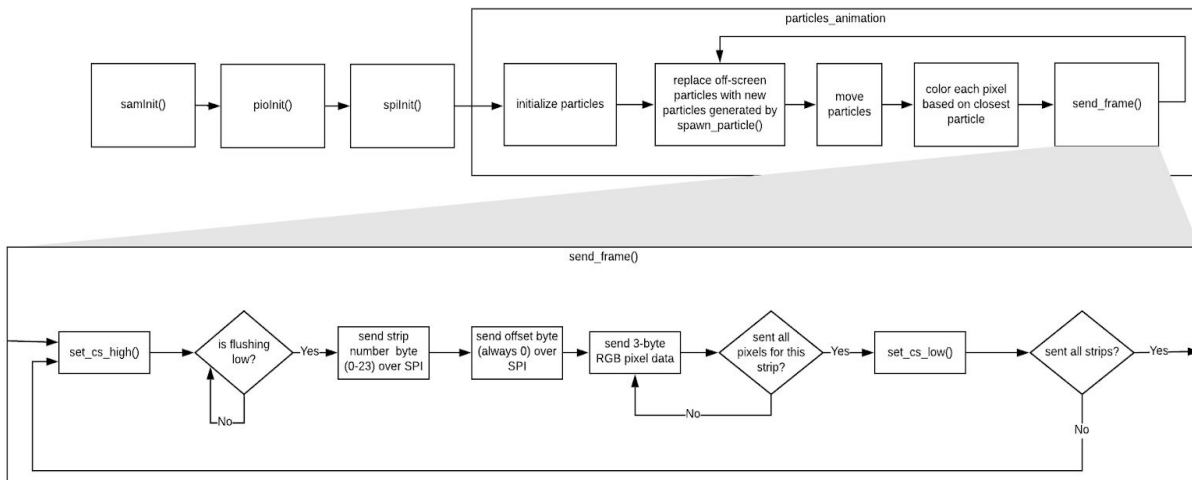 particles_animation
samInit()
pioInit()
spiInit()
initialize particles
replace off-screen
particles with new
particles generated by
spawn_particle()
move
particles
color each pixel
based on closest
particle
send_frame()
send_frame()
set_cs_high()
is flushing
low?
Yes
No
send strip
number byte
(0-23) over SPI
send offset byte
(always 0) over
SPI
send 3-byte
RGB pixel data
sent all
pixels for this
strip?
Yes
No
set_cs_low()
sent all strips?
Yes
No